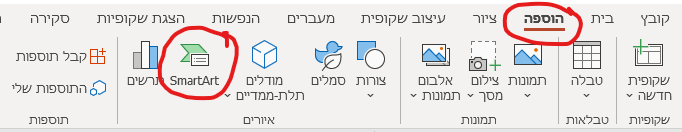 קובץ בית הוספה ציור עיצוב שקופית מעברים הנפשות הצגת שקופיות סקירה
שקופית חדשה
שקופיות
טבלה
טבלאות
תמונות
צילום מסך
אלבום תמונות
תמונות
צורות
סמלים
מודלים תלת-ממדיים
SmartArt
תרשים
איורים
קבל תוספות
התוספות שלי
תוספות